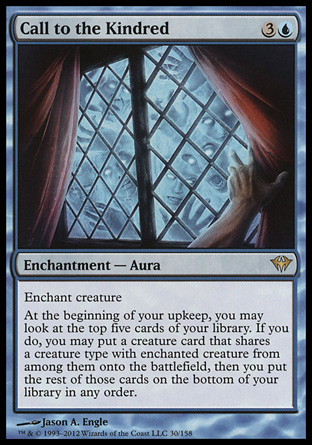 Call to the Kindred 3
Enchantment — Aura
Enchant creature
At the beginning of your upkeep, you may
look at the top five cards of your library. If you
do, you may put a creature card that shares
a creature type with enchanted creature from
among them onto the battlefield, then you put
the rest of those cards on the bottom of your
library in any order.
Jason A. Engle
™ & © 1993–2012 Wizards of the Coast LLC 30/158